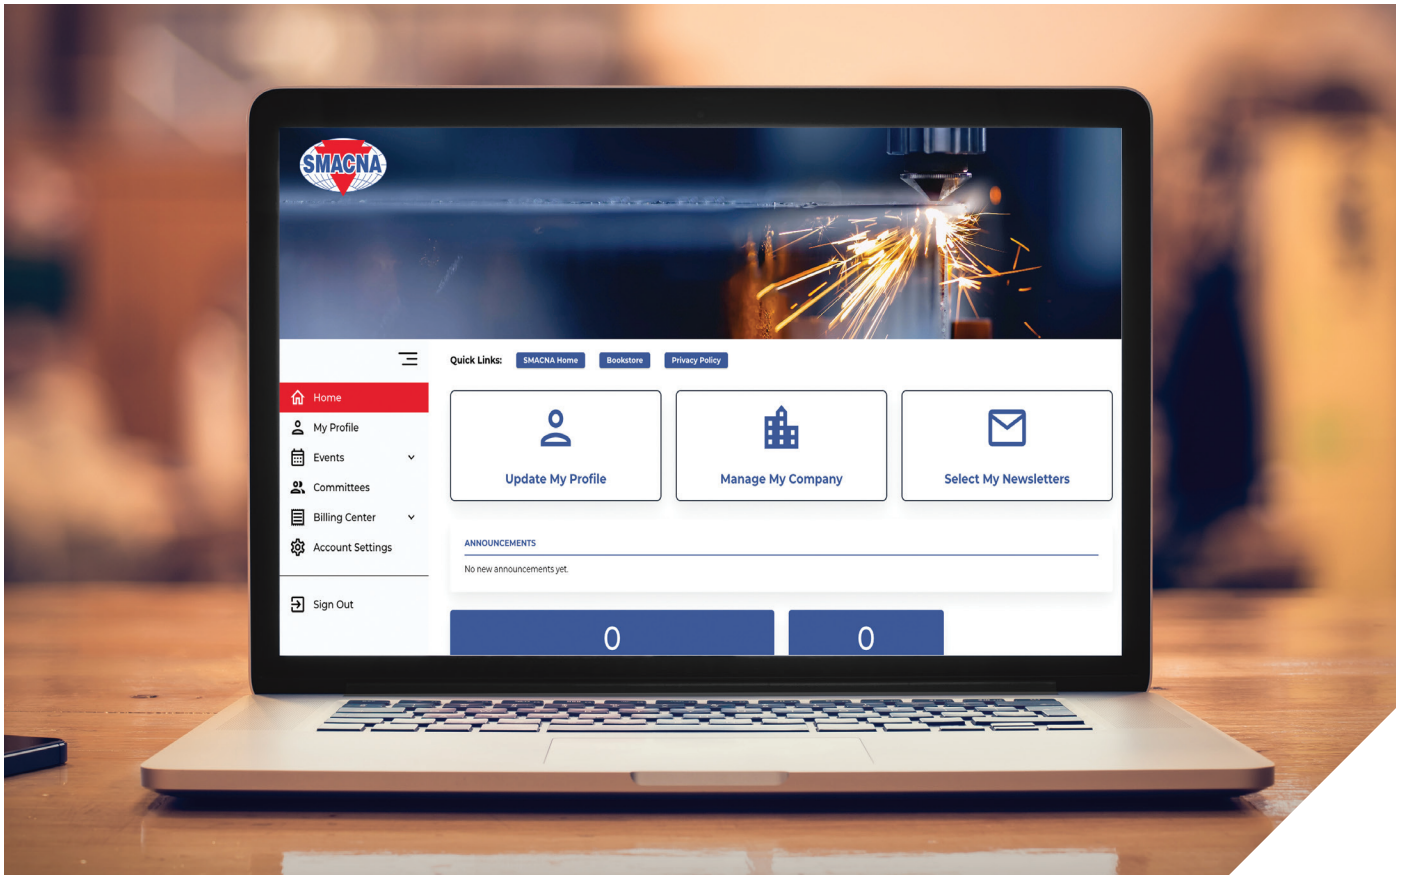 SMACNA
Quick Links: SMACNA Home Bookstore Privacy Policy
Home
My Profile
Events
Committees
Billing Center
Account Settings
Sign Out
Update My Profile
Manage My Company
Select My Newsletters
ANNOUNCEMENTS
No new announcements yet.
0 0